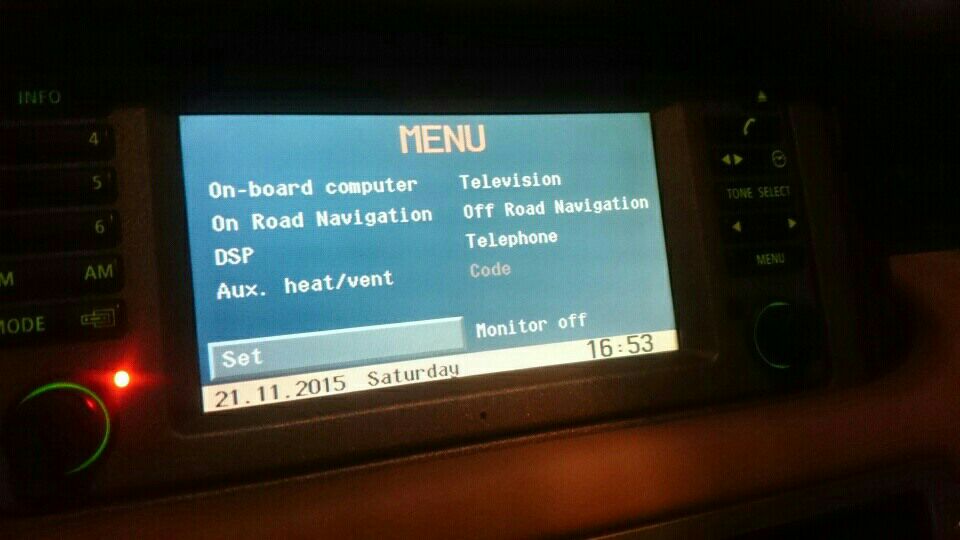 INFO
4
5
6
M AM
MODE
MENU
On-board computer
On Road Navigation
DSP
Aux. heat/vent
Set
Television
Off Road Navigation
Telephone
Code
Monitor off
21.11.2015 Saturday 16:53
TONE SELECT
MENU